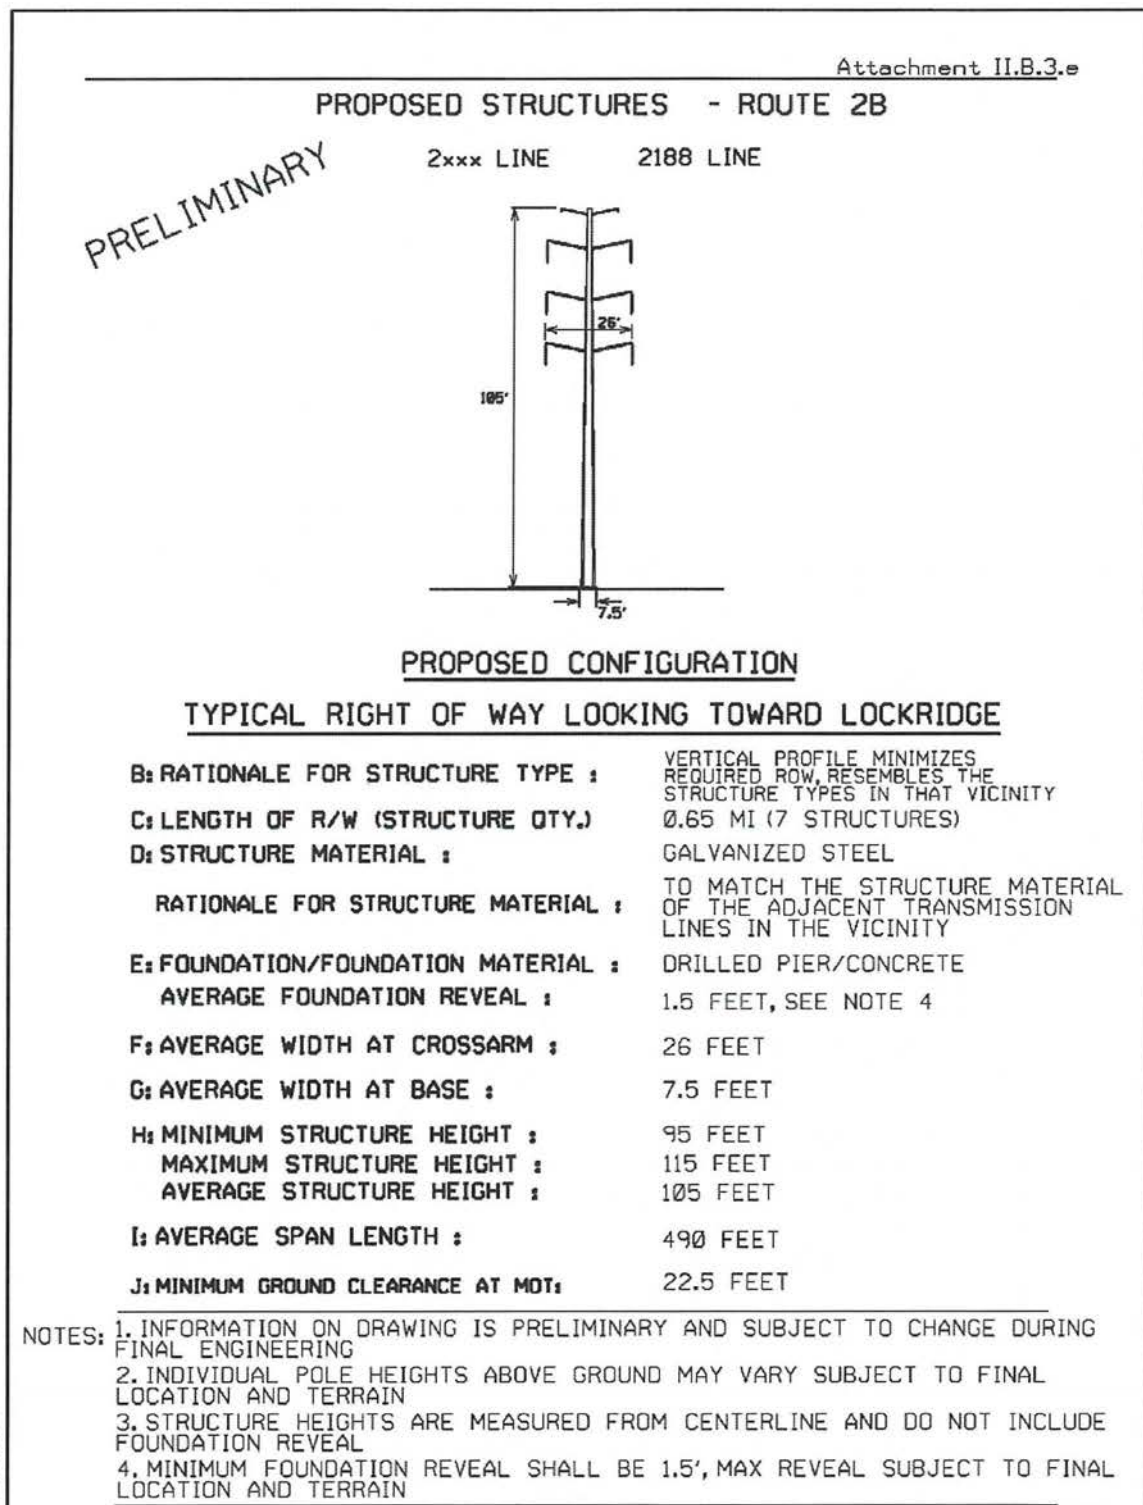 Attachment II.B.3.e
PROPOSED STRUCTURES - ROUTE 2B
PRELIMINARY
2xxx LINE 2188 LINE
26'
105'
7.5'
PROPOSED CONFIGURATION
TYPICAL RIGHT OF WAY LOOKING TOWARD LOCKRIDGE
B: RATIONALE FOR STRUCTURE TYPE : VERTICAL PROFILE MINIMIZES
REQUIRED ROW, RESEMBLES THE
STRUCTURE TYPES IN THAT VICINITY
C: LENGTH OF R/W (STRUCTURE QTY.) 0.65 MI (7 STRUCTURES)
D: STRUCTURE MATERIAL : GALVANIZED STEEL
RATIONALE FOR STRUCTURE MATERIAL : TO MATCH THE STRUCTURE MATERIAL
OF THE ADJACENT TRANSMISSION
LINES IN THE VICINITY
E: FOUNDATION/FOUNDATION MATERIAL : DRILLED PIER/CONCRETE
AVERAGE FOUNDATION REVEAL : 1.5 FEET, SEE NOTE 4
F: AVERAGE WIDTH AT CROSSARM : 26 FEET
G: AVERAGE WIDTH AT BASE : 7.5 FEET
H: MINIMUM STRUCTURE HEIGHT : 95 FEET
MAXIMUM STRUCTURE HEIGHT : 115 FEET
AVERAGE STRUCTURE HEIGHT : 105 FEET
I: AVERAGE SPAN LENGTH : 490 FEET
J: MINIMUM GROUND CLEARANCE AT MOT: 22.5 FEET
NOTES: 1. INFORMATION ON DRAWING IS PRELIMINARY AND SUBJECT TO CHANGE DURING
FINAL ENGINEERING
2. INDIVIDUAL POLE HEIGHTS ABOVE GROUND MAY VARY SUBJECT TO FINAL
LOCATION AND TERRAIN
3. STRUCTURE HEIGHTS ARE MEASURED FROM CENTERLINE AND DO NOT INCLUDE
FOUNDATION REVEAL
4. MINIMUM FOUNDATION REVEAL SHALL BE 1.5', MAX REVEAL SUBJECT TO FINAL
LOCATION AND TERRAIN